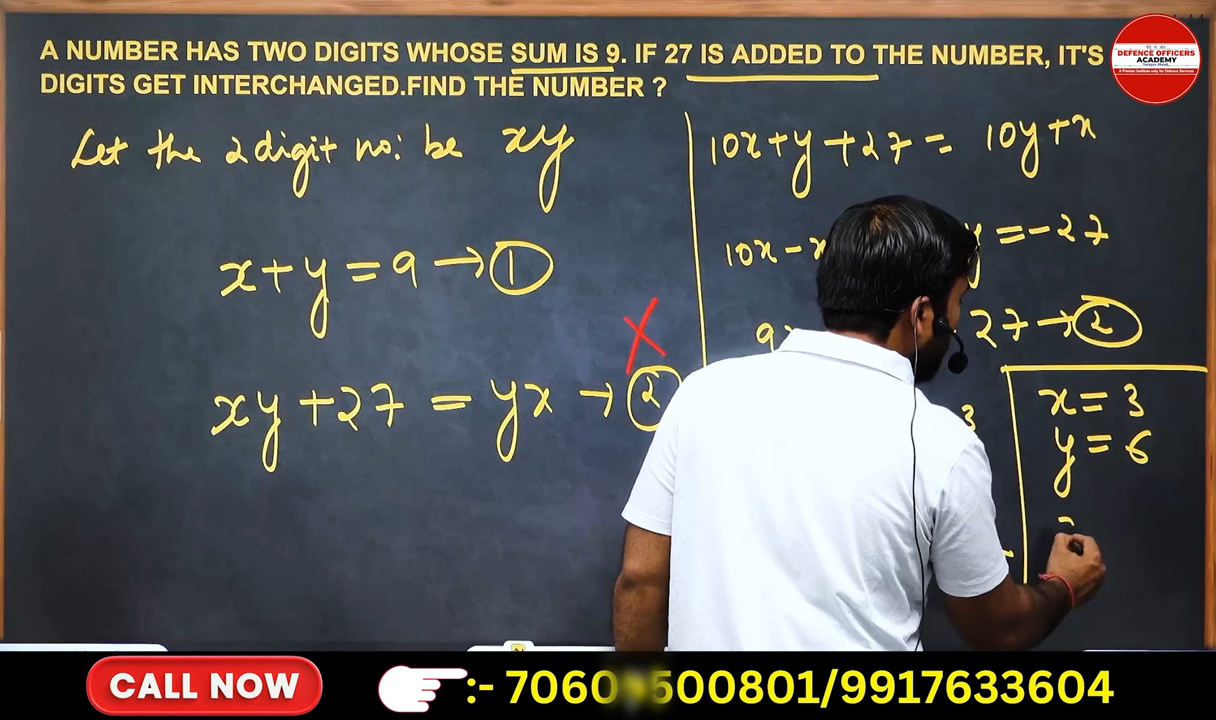 A NUMBER HAS TWO DIGITS WHOSE SUM IS 9. IF 27 IS ADDED TO THE NUMBER, IT'S
DIGITS GET INTERCHANGED.FIND THE NUMBER ?
DEFENCE OFFICERS
ACADEMY
Let the 2 digit no: be xy
x+y=9→①
xy+27=yx→②
X
10x+y+27=10y+x
10x-x =-27
27→②
3
x=3
y=6
CALL NOW
:- 7060 500801/9917633604